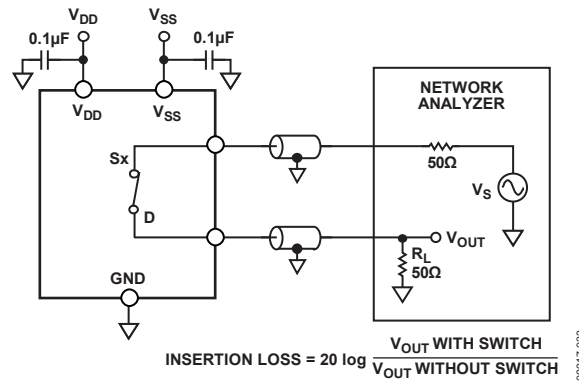 VDD
VSS
0.1µF
0.1µF
VDD
VSS
NETWORK
ANALYZER
Sx
50Ω
VS
D
VOUT
RL
50Ω
GND
INSERTION LOSS = 20 log VOUT WITH SWITCH
VOUT WITHOUT SWITCH